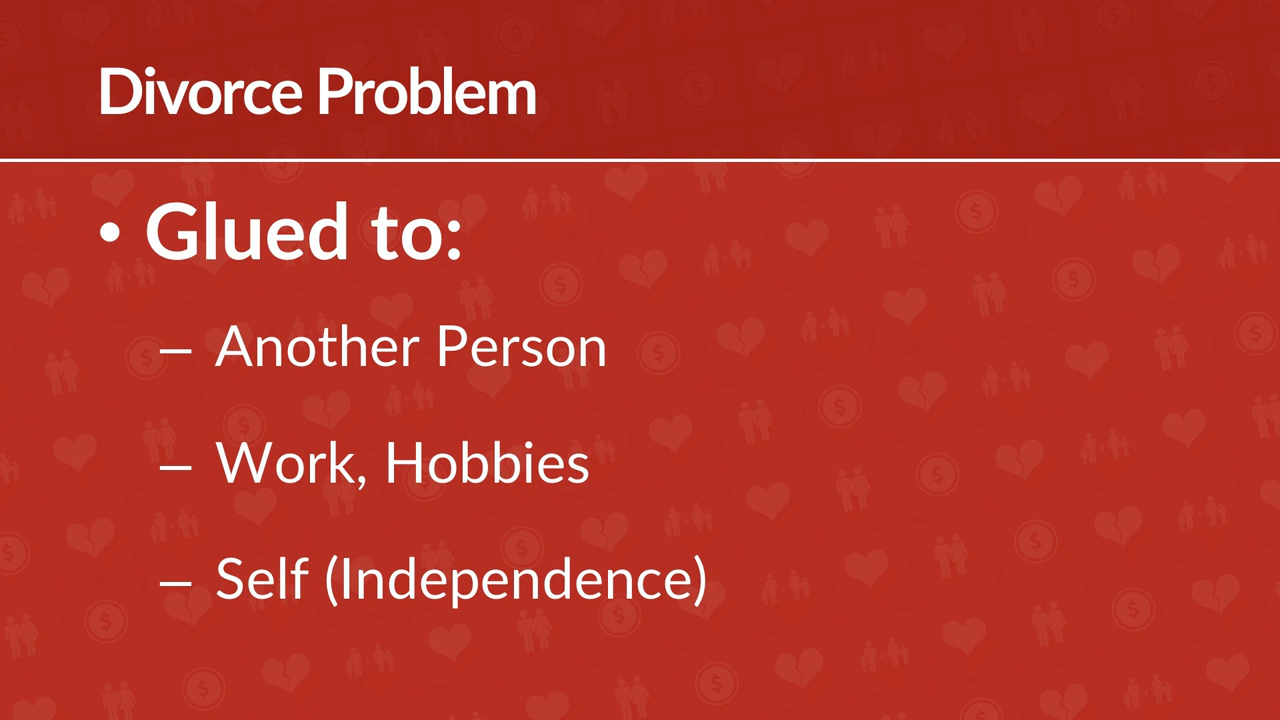 Divorce Problem
• Glued to:
– Another Person
– Work, Hobbies
– Self (Independence)